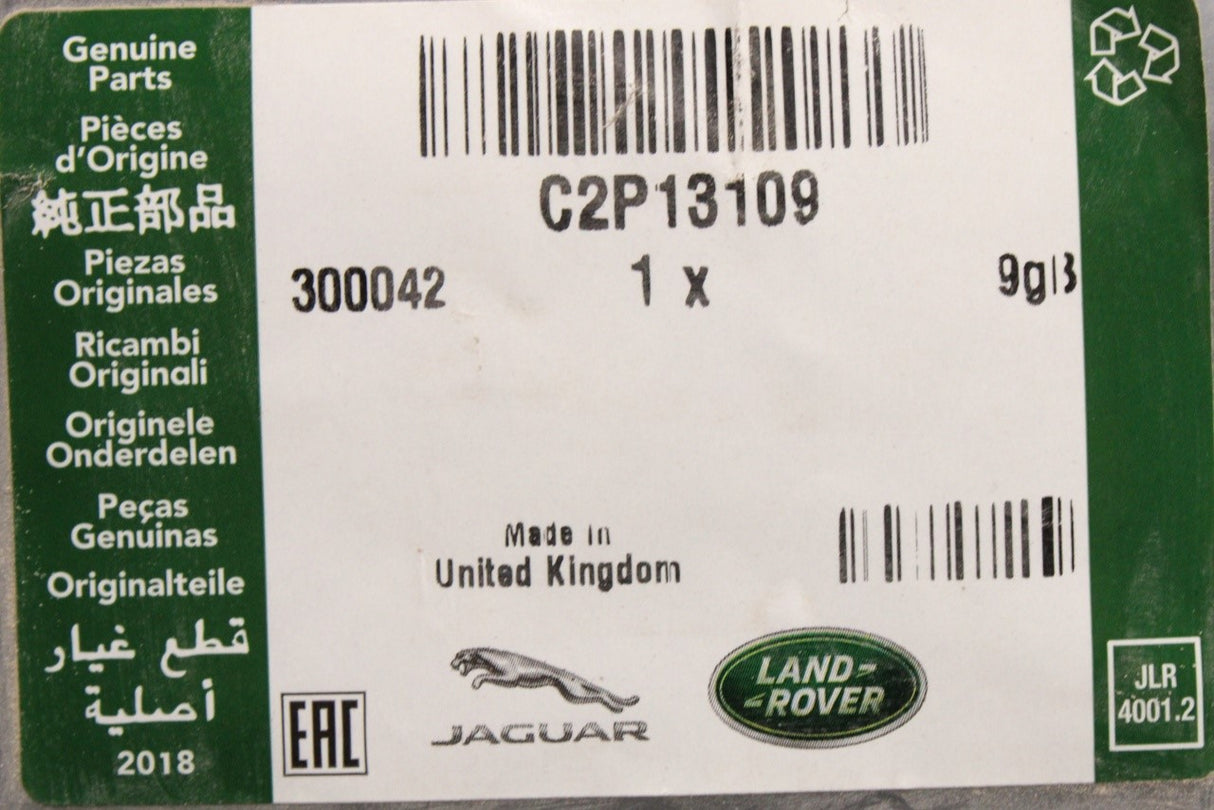 Genuine
Parts
Pièces
d'Origine
純正部品
Piezas
Originales
Ricambi
Originali
Originele
Onderdelen
Peças
Genuinas
Originalteile
قطع غيار
أصلية
2018
C2P13109
300042 1 x
Made in
United Kingdom
EAC
JAGUAR
LAND-
-ROVER
JLR
4001.2